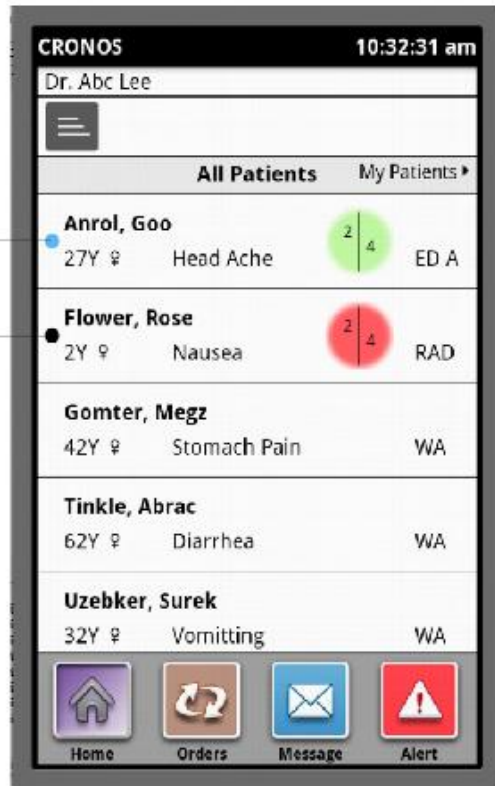 CRONOS 10:32:31 am
Dr. Abc Lee
All Patients My Patients ▸
Anrol, Goo
2 4
27Y ♀ Head Ache ED A
Flower, Rose
2 4
2Y ♀ Nausea RAD
Gomter, Megz
42Y ♀ Stomach Pain WA
Tinkle, Abrac
62Y ♀ Diarrhea WA
Uzebker, Surek
32Y ♀ Vomitting WA
Home Orders Message Alert